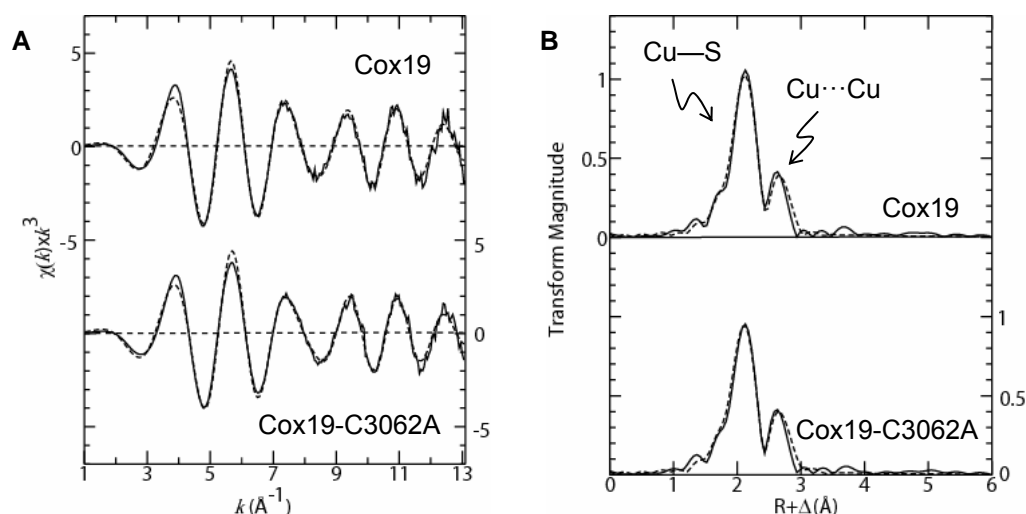 A
5
0
-5
Cox19
χ(k)xk³
5
0
-5
Cox19-C3062A
1 3 5 7 9 11 13
k (Å⁻¹)
B
Cu—S
Cu···Cu
1
0.5
0
Cox19
Transform Magnitude
1
0.5
0
Cox19-C3062A
0 1 2 3 4 5 6
R+Δ(Å)